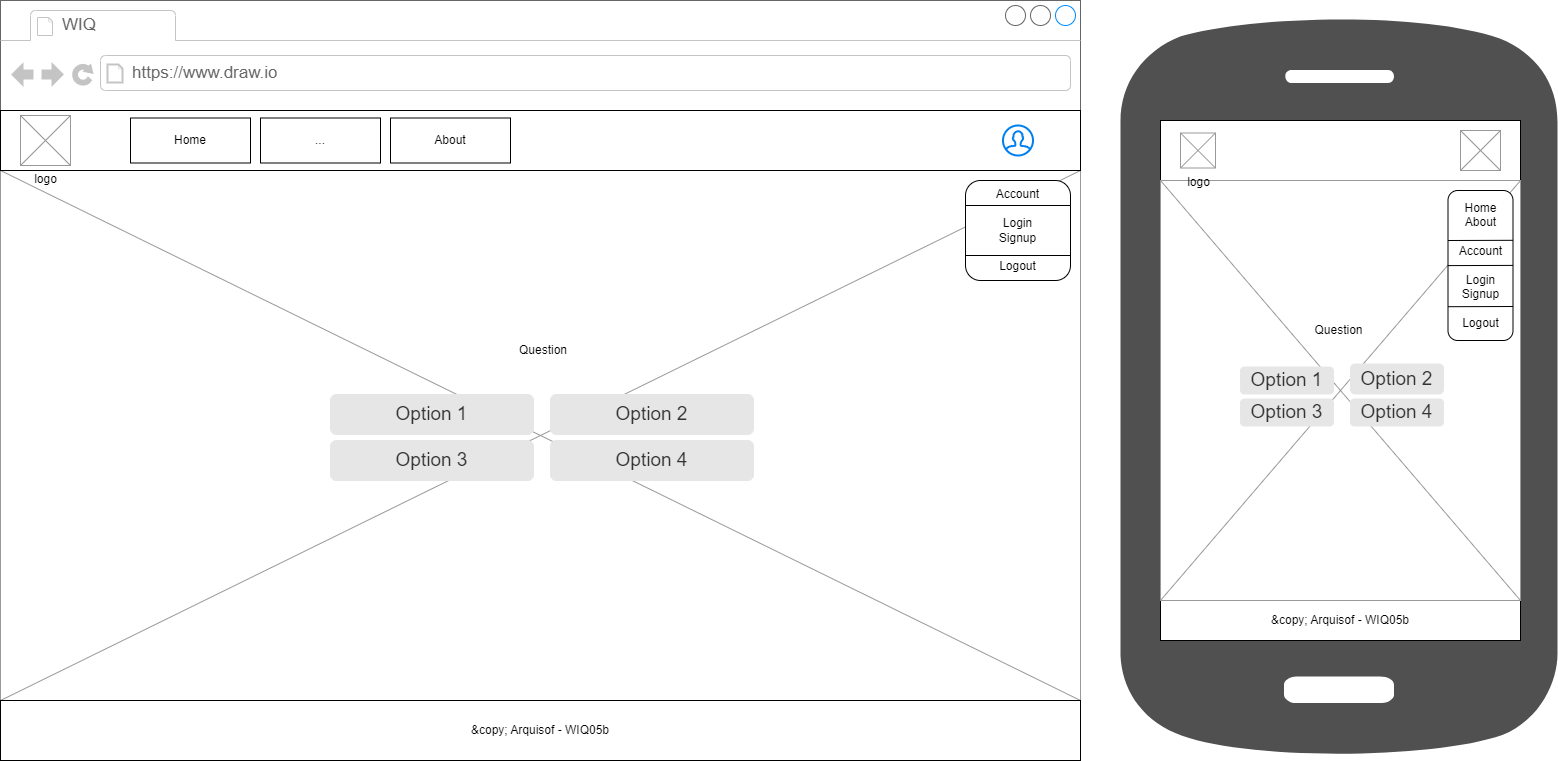 WIQ
https://www.draw.io
Home
...
About
logo
Account
Login
Signup
Logout
Question
Option 1
Option 2
Option 3
Option 4
&copy; Arquisof - WIQ05b
logo
Home
About
Account
Login
Signup
Logout
Question
Option 1
Option 2
Option 3
Option 4
&copy; Arquisof - WIQ05b